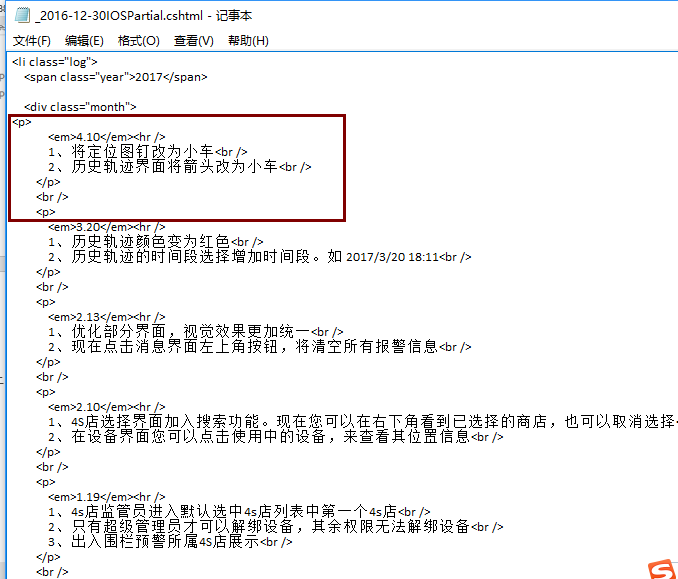 _2016-12-30IOSPartial.cshtml - 记事本
文件(F) 编辑(E) 格式(O) 查看(V) 帮助(H)
<li class="log">
<span class="year">2017</span>
<div class="month">
<p>
<em>4.10</em><hr />
1、将定位图钉改为小车<br />
2、历史轨迹界面将箭头改为小车<br />
</p>
<br />
<p>
<em>3.20</em><hr />
1、历史轨迹颜色变为红色<br />
2、历史轨迹的时间段选择增加时间段。如 2017/3/20 18:11<br />
</p>
<br />
<p>
<em>2.13</em><hr />
1、优化部分界面，视觉效果更加统一<br />
2、现在点击消息界面左上角按钮，将清空所有报警信息<br />
</p>
<br />
<p>
<em>2.10</em><hr />
1、4S店选择界面加入搜索功能。现在您可以在右下角看到已选择的商店，也可以取消选择<
2、在设备界面您可以点击使用中的设备，来查看其位置信息<br />
</p>
<br />
<p>
<em>1.19</em><hr />
1、4s店监管员进入默认选中4s店列表中第一个4s店<br />
2、只有超级管理员才可以解绑设备，其余权限无法解绑设备<br />
3、出入围栏预警所属4S店展示<br />
</p>
<br />